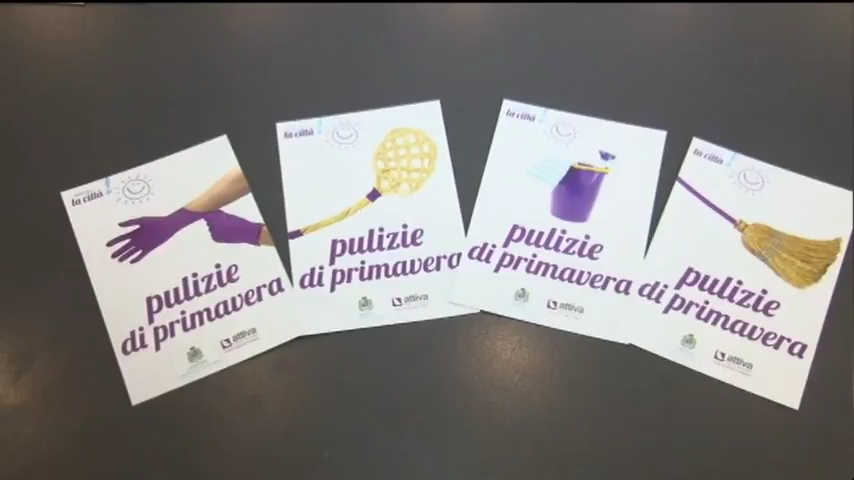 la città
pulizie
di primavera
attiva
la città
pulizie
di primavera
attiva
la città
pulizie
di primavera
attiva
la città
pulizie
di primavera
attiva